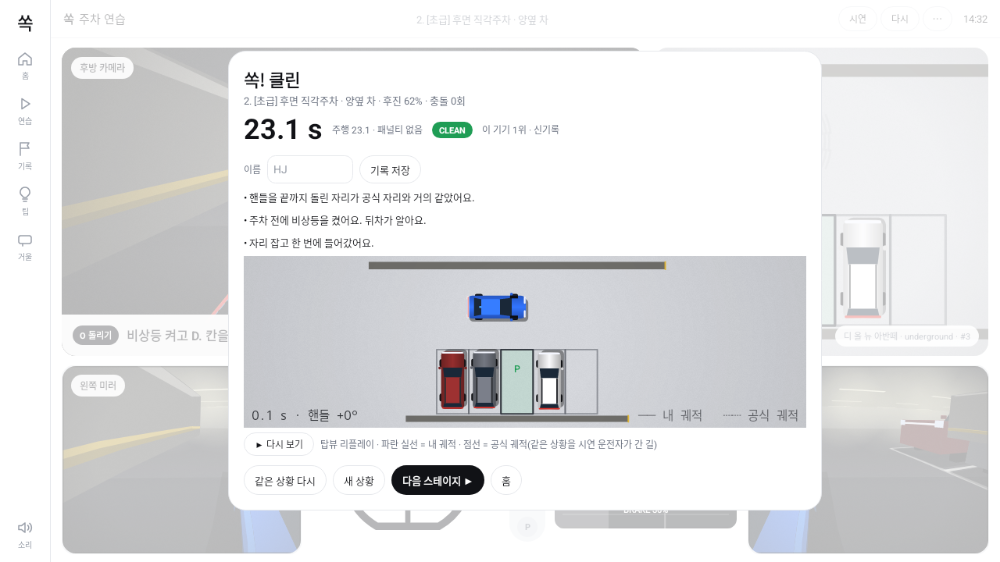 쏙
홈
연습
기록
팁
거울
소리
쏙 주차 연습
2. [초급] 후면 직각주차 · 양옆 차
시연
다시
···
14:32
후방 카메라
쏙! 클린
2. [초급] 후면 직각주차 · 양옆 차 · 후진 62% · 충돌 0회
23.1 s
주행 23.1 · 패널티 없음
CLEAN
이 기기 1위 · 신기록
이름
HJ
기록 저장
• 핸들을 끝까지 돌린 자리가 공식 자리와 거의 같았어요.
• 주차 전에 비상등을 켰어요. 뒤차가 알아요.
• 자리 잡고 한 번에 들어갔어요.
P
0.1 s · 핸들 +0°
내 궤적
공식 궤적
► 다시 보기
탑뷰 리플레이 · 파란 실선 = 내 궤적 · 점선 = 공식 궤적(같은 상황을 시연 운전자가 간 길)
같은 상황 다시
새 상황
다음 스테이지 ►
홈
0 돌리기
비상등 켜고 D. 칸을
더 올 뉴 아반떼 · underground · #3
왼쪽 미러
P